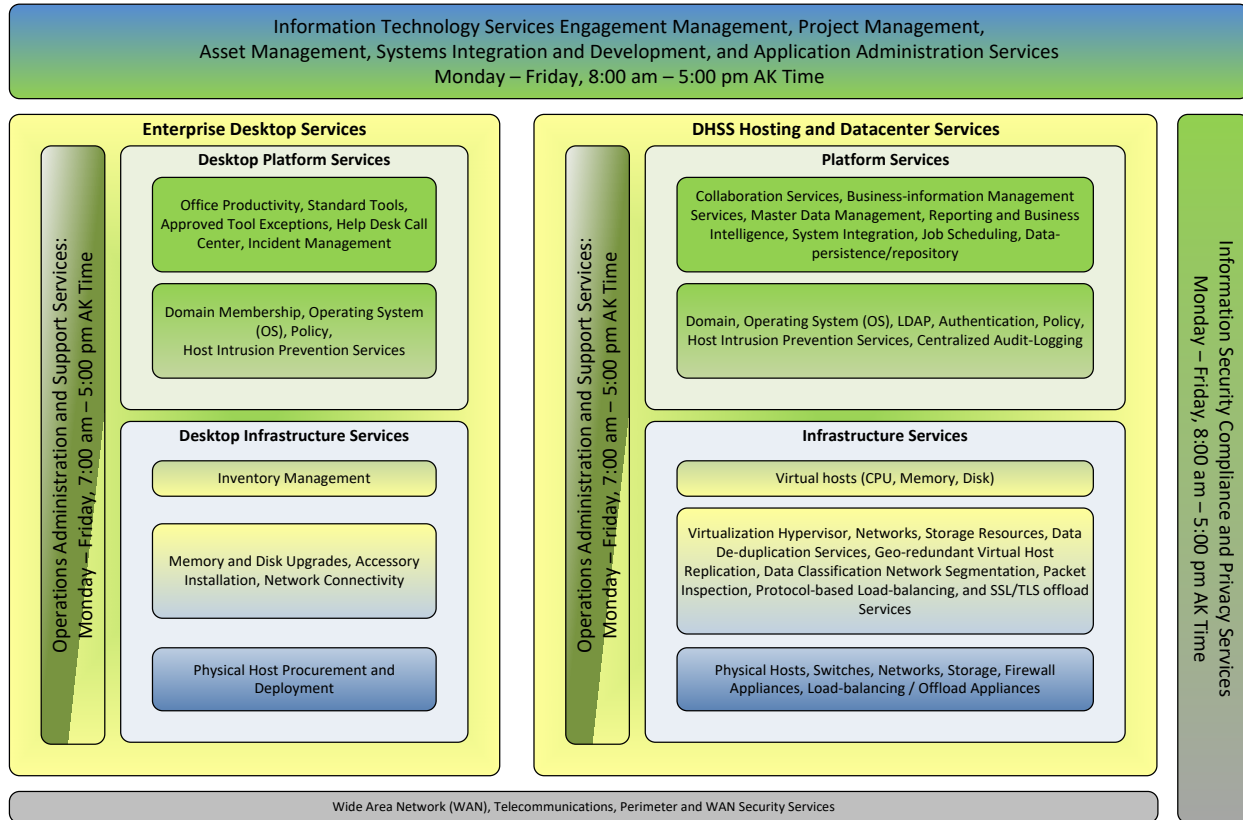 Information Technology Services Engagement Management, Project Management,
Asset Management, Systems Integration and Development, and Application Administration Services
Monday – Friday, 8:00 am – 5:00 pm AK Time
Enterprise Desktop Services
Operations Administration and Support Services:
Monday – Friday, 7:00 am – 5:00 pm AK Time
Desktop Platform Services
Office Productivity, Standard Tools,
Approved Tool Exceptions, Help Desk Call
Center, Incident Management
Domain Membership, Operating System
(OS), Policy,
Host Intrusion Prevention Services
Desktop Infrastructure Services
Inventory Management
Memory and Disk Upgrades, Accessory
Installation, Network Connectivity
Physical Host Procurement and
Deployment
DHSS Hosting and Datacenter Services
Operations Administration and Support Services:
Monday – Friday, 7:00 am – 5:00 pm AK Time
Platform Services
Collaboration Services, Business-information Management
Services, Master Data Management, Reporting and Business
Intelligence, System Integration, Job Scheduling, Data-
persistence/repository
Domain, Operating System (OS), LDAP, Authentication, Policy,
Host Intrusion Prevention Services, Centralized Audit-Logging
Infrastructure Services
Virtual hosts (CPU, Memory, Disk)
Virtualization Hypervisor, Networks, Storage Resources, Data
De-duplication Services, Geo-redundant Virtual Host
Replication, Data Classification Network Segmentation, Packet
Inspection, Protocol-based Load-balancing, and SSL/TLS offload
Services
Physical Hosts, Switches, Networks, Storage, Firewall
Appliances, Load-balancing / Offload Appliances
Information Security Compliance and Privacy Services
Monday – Friday, 8:00 am – 5:00 pm AK Time
Wide Area Network (WAN), Telecommunications, Perimeter and WAN Security Services